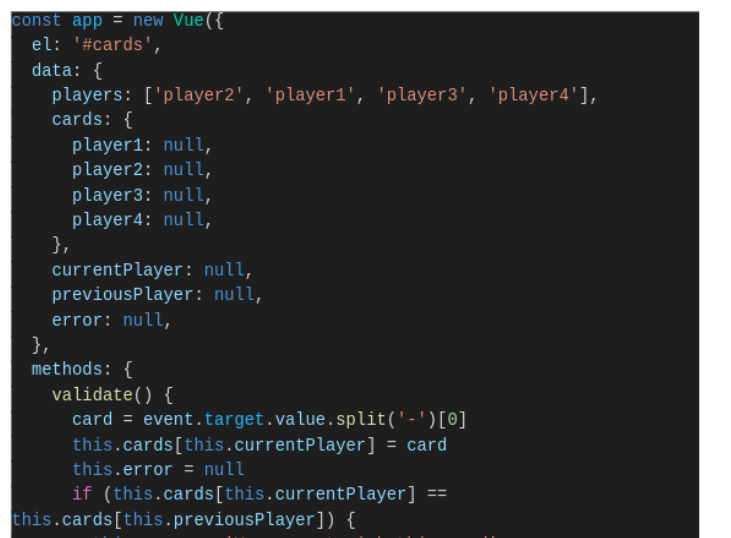 const app = new Vue({
el: '#cards',
data: {
players: ['player2', 'player1', 'player3', 'player4'],
cards: {
player1: null,
player2: null,
player3: null,
player4: null,
},
currentPlayer: null,
previousPlayer: null,
error: null,
},
methods: {
validate() {
card = event.target.value.split('-')[0]
this.cards[this.currentPlayer] = card
this.error = null
if (this.cards[this.currentPlayer] ==
this.cards[this.previousPlayer]) {